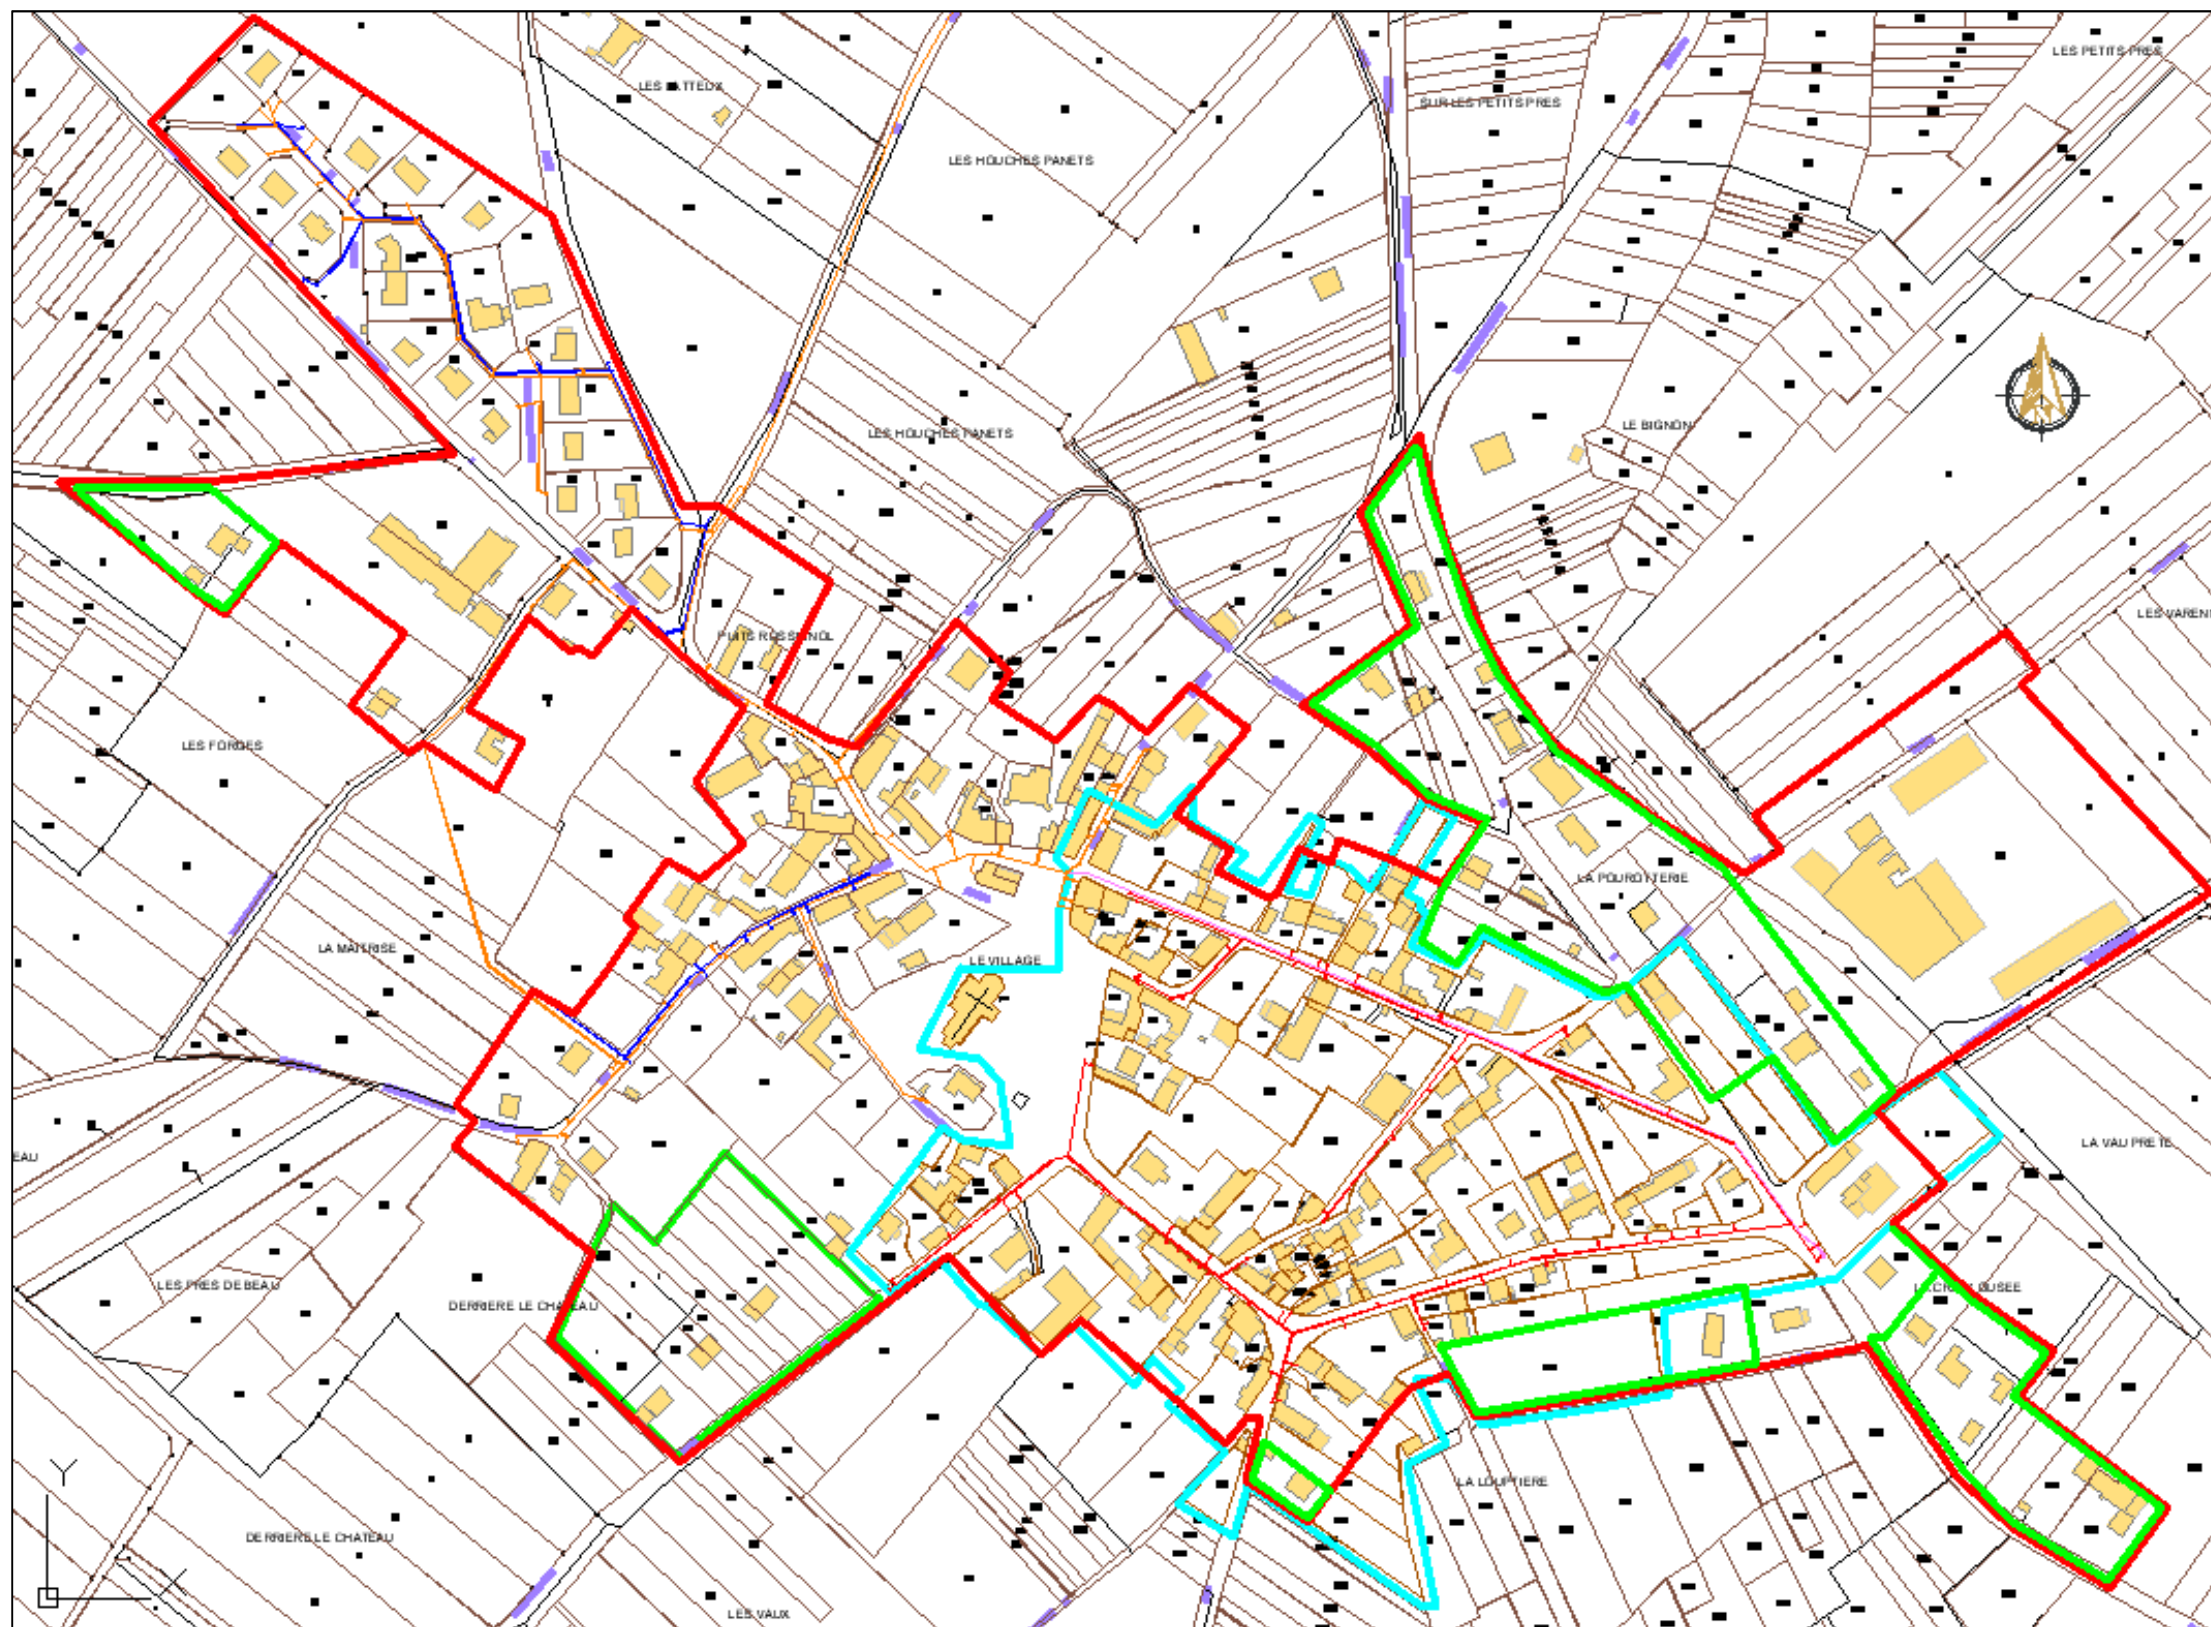 LES PETITS PRES
LES BATTEUX
SUR LES PETITS PRES
LES HOUCHES PANETS
LE BIGNON
LES HOUCHES PANETS
LES VAREN
PUITS ROSSIGNOL
LES FORGES
LA POUROTTERIE
LA MAITRISE
LE VILLAGE
LA VAU PRETE
EAU
LES PRES DE BEAU
DERRIERE LE CHATEAU
LA LOUPTIERE
Y
DERRIERE LE CHATEAU
X
LES VAUX